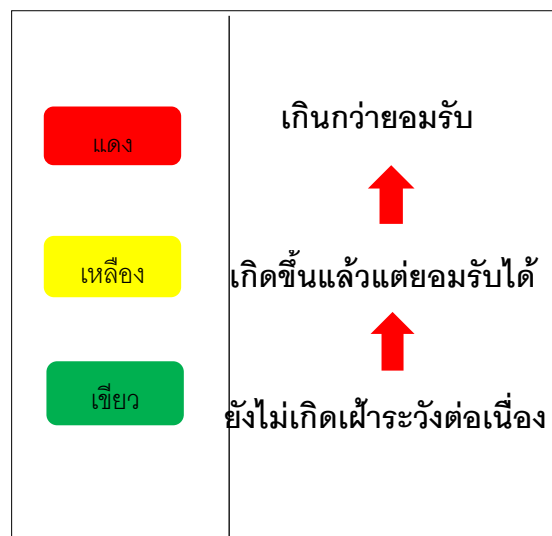 แดง
เกินกว่ายอมรับ
เหลือง
เกิดขึ้นแล้วแต่ยอมรับได้
เขียว
ยังไม่เกิดเฝ้าระวังต่อเนื่อง